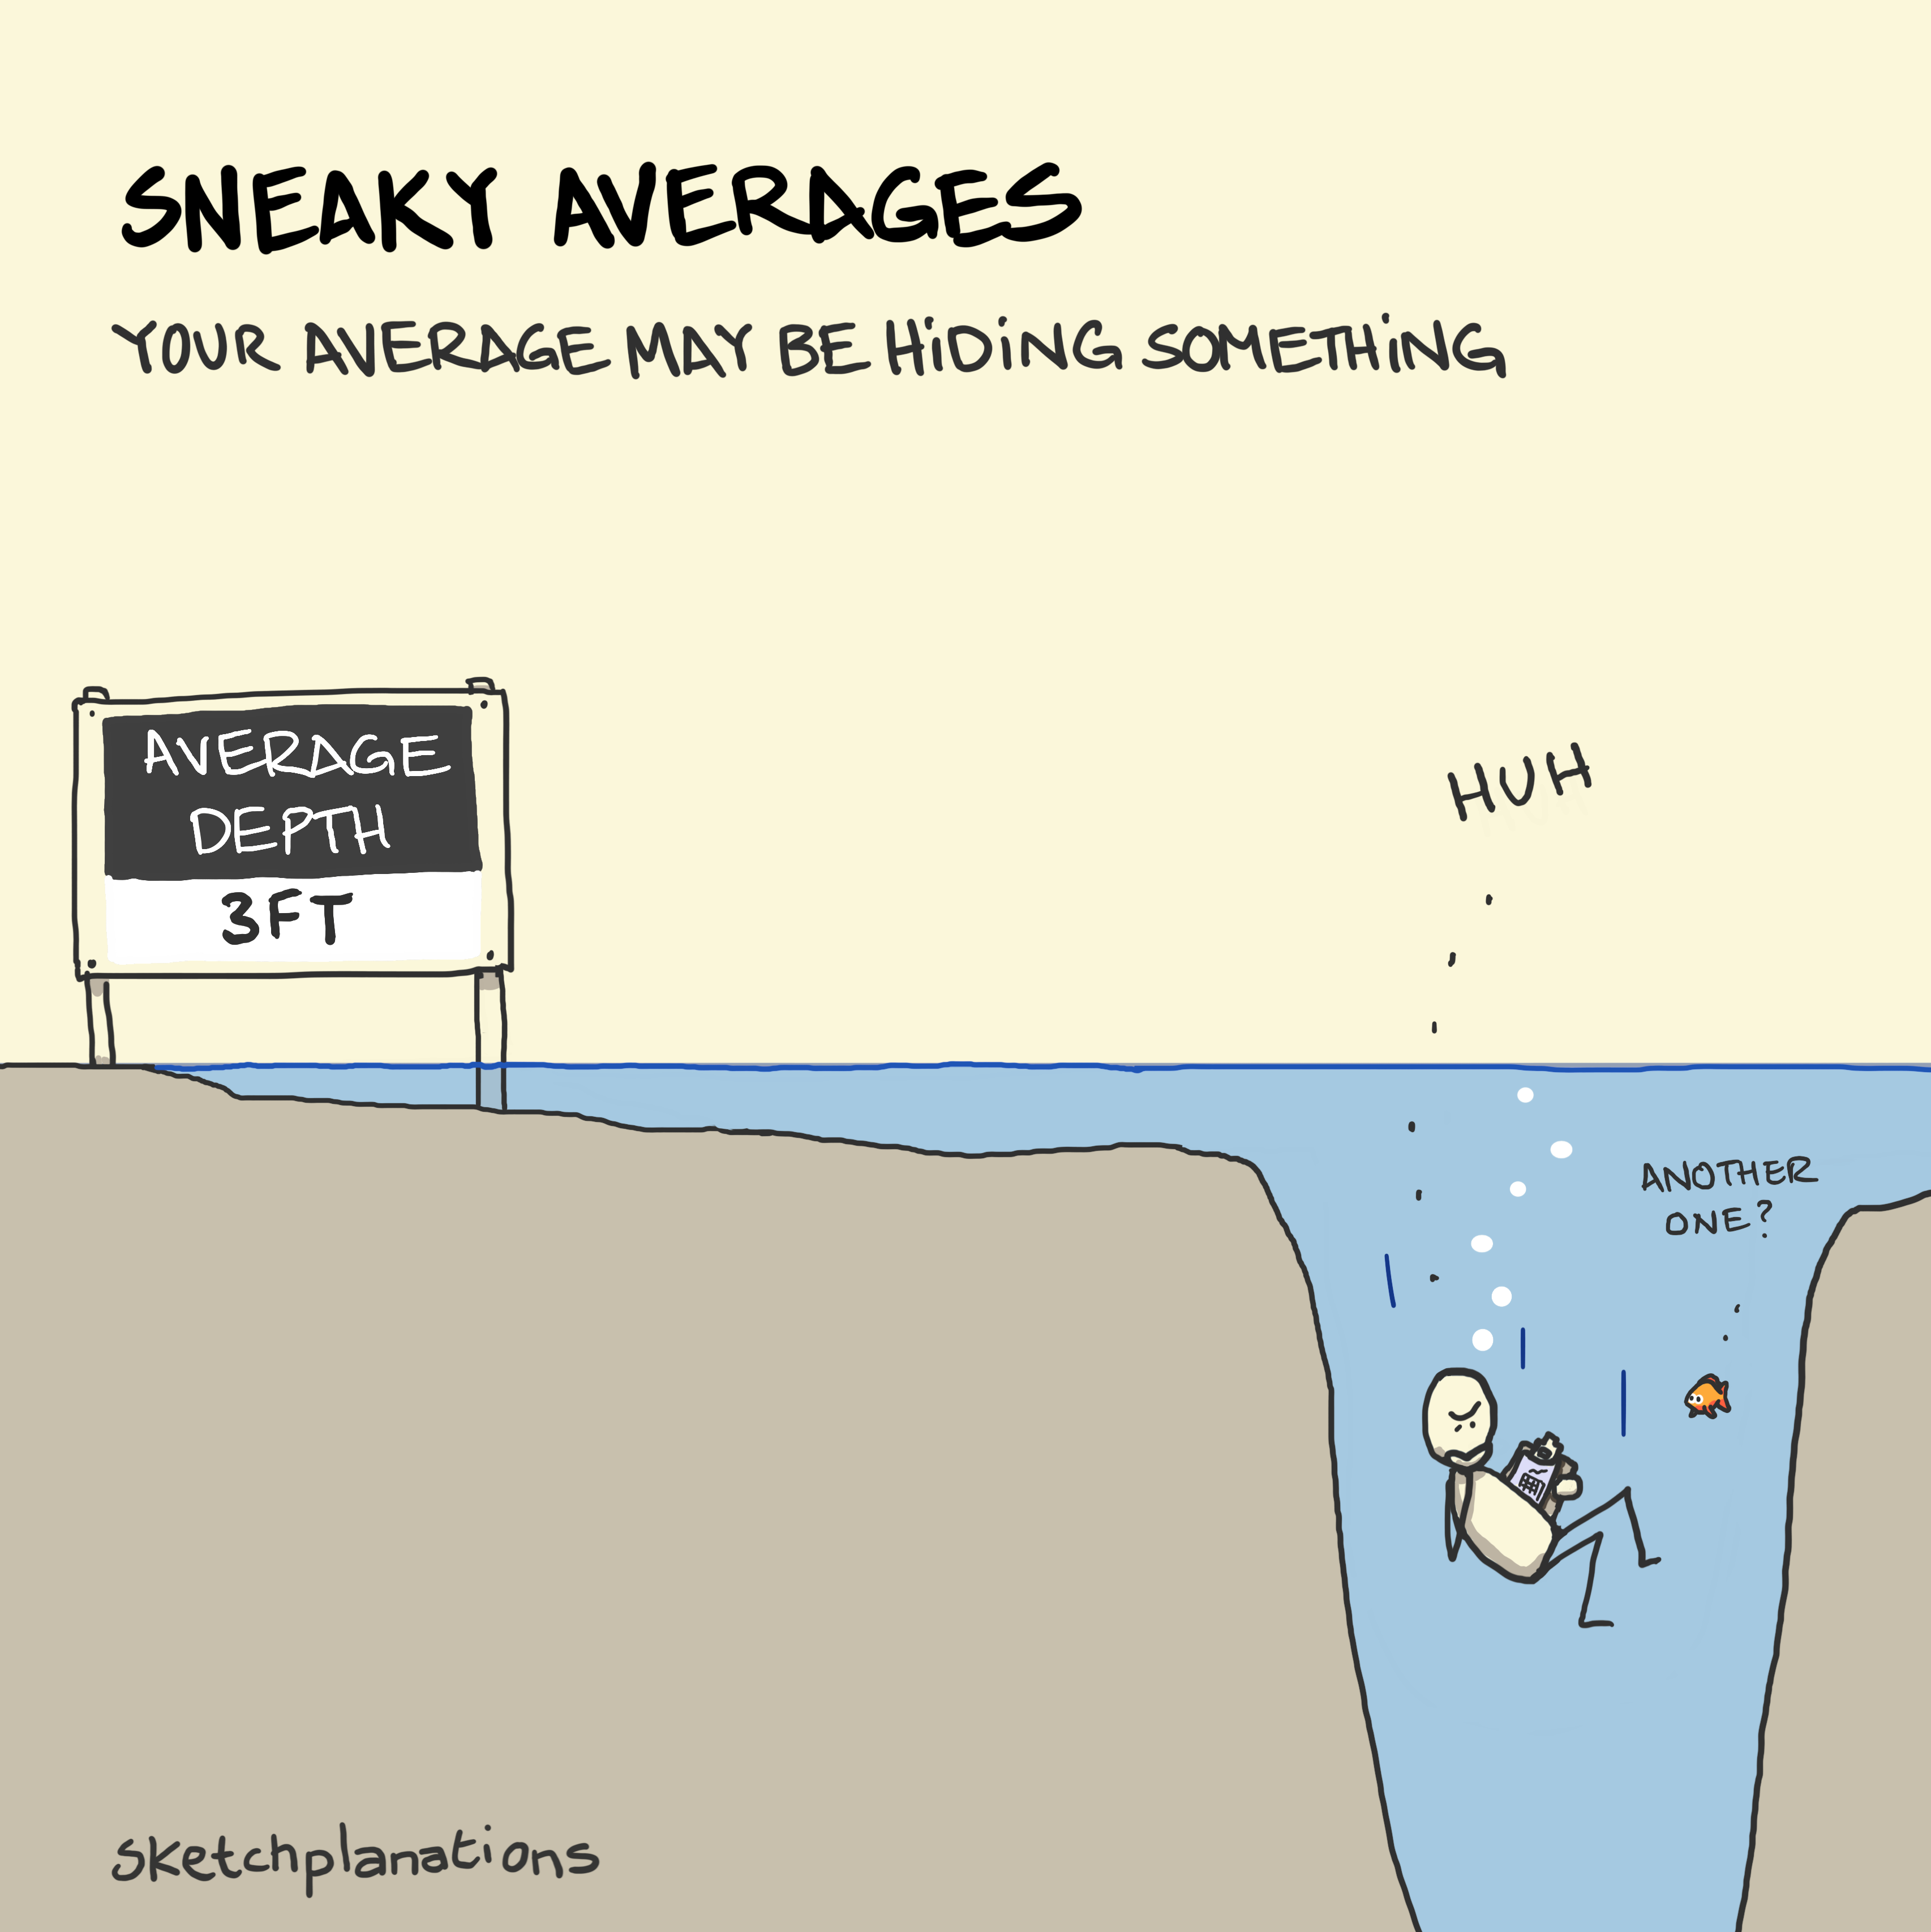 SNEAKY AVERAGES
YOUR AVERAGE MAY BE HIDING SOMETHING
AVERAGE
DEPTH
3FT
HUH
ANOTHER
ONE?
sketchplanations